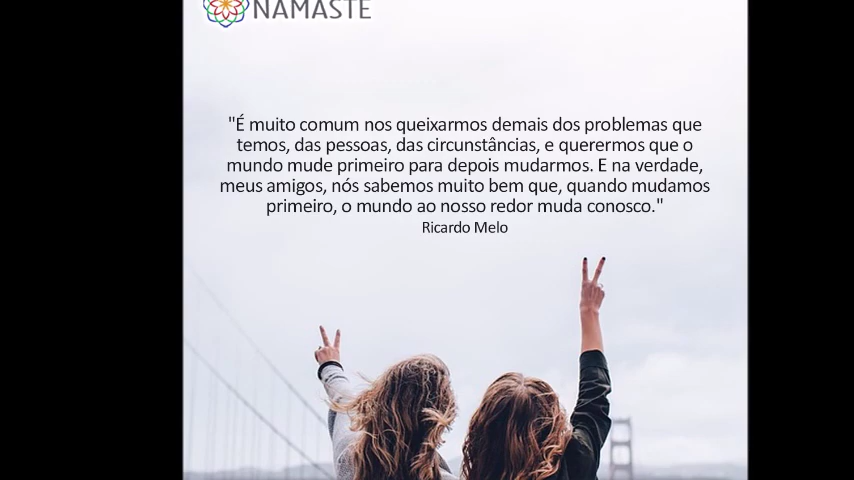 NAMASTE
"É muito comum nos queixarmos demais dos problemas que
temos, das pessoas, das circunstâncias, e querermos que o
mundo mude primeiro para depois mudarmos. E na verdade,
meus amigos, nós sabemos muito bem que, quando mudamos
primeiro, o mundo ao nosso redor muda conosco."
Ricardo Melo